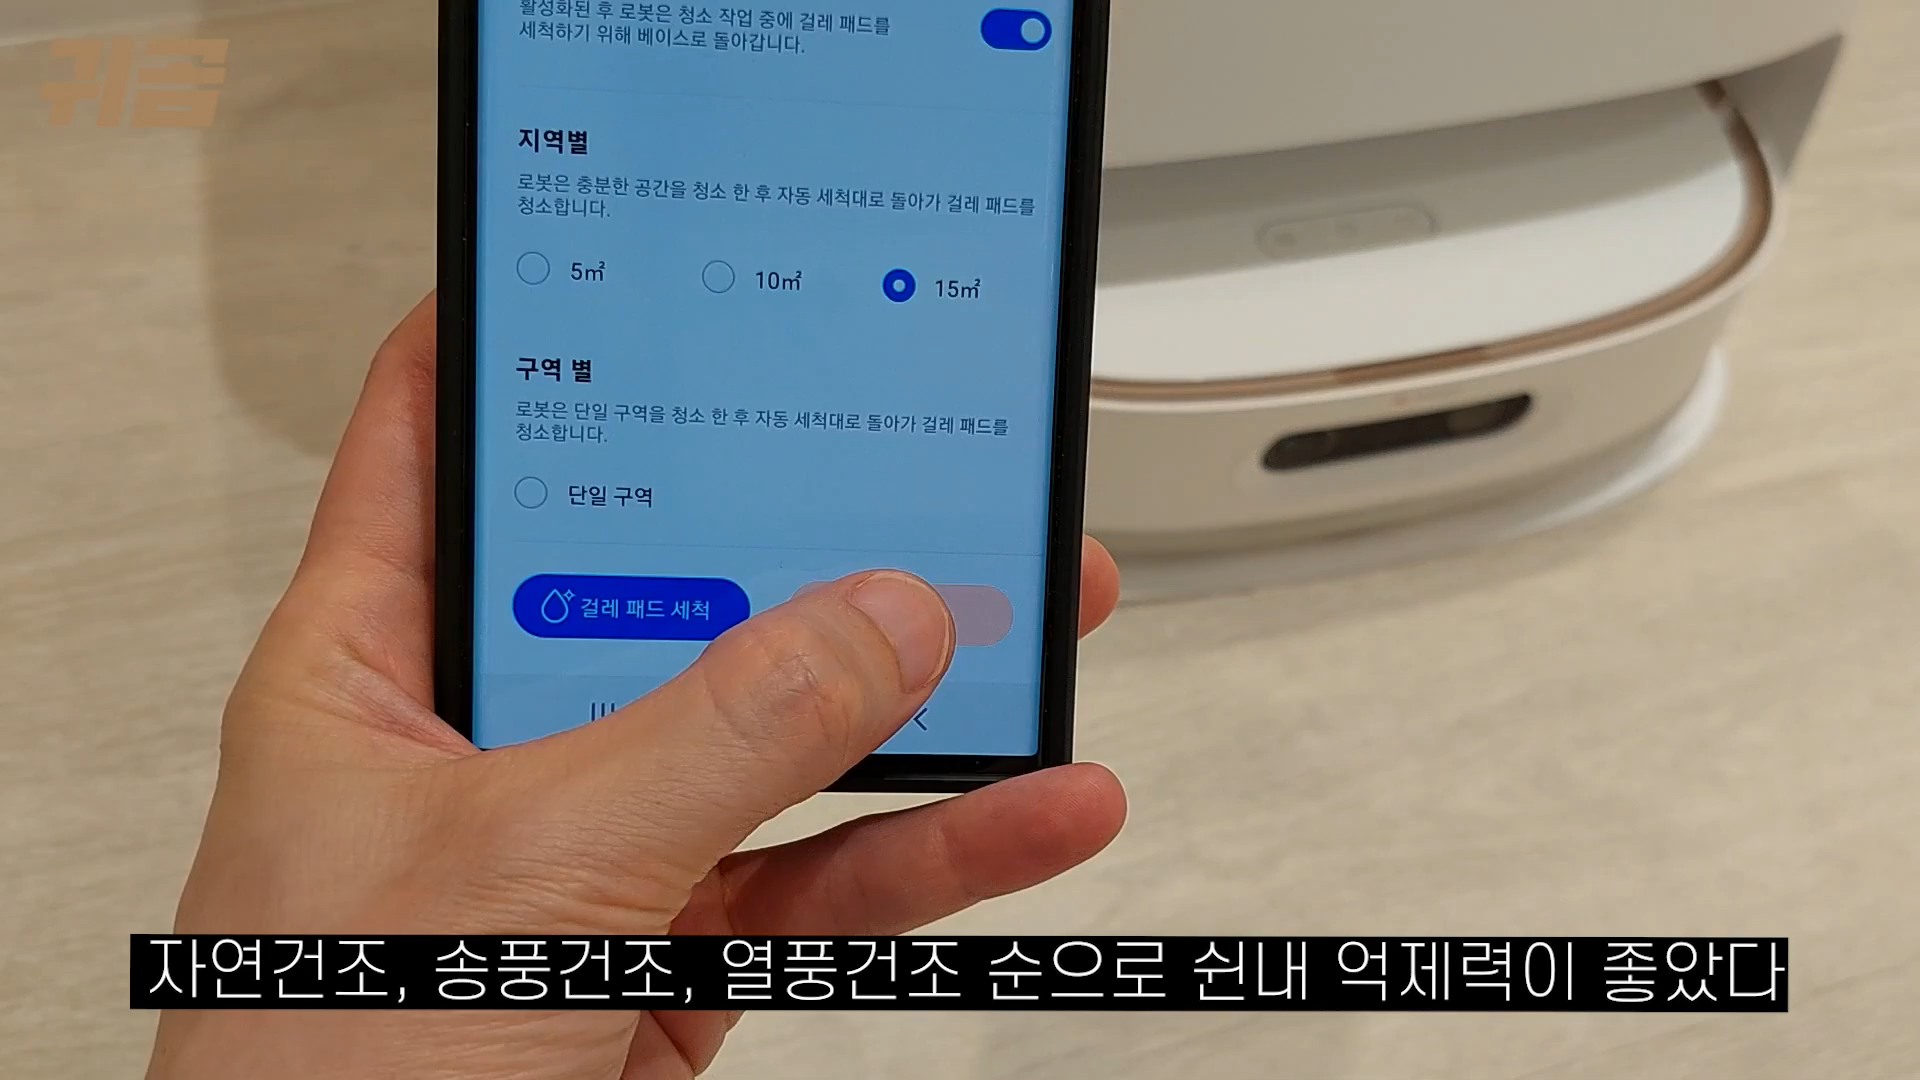 귀곰
활성화된 후 로봇은 청소 작업 중에 걸레 패드를
세척하기 위해 베이스로 돌아갑니다.
지역별
로봇은 충분한 공간을 청소 한 후 자동 세척대로 돌아가 걸레 패드를
청소합니다.
5㎡ 10㎡ 15㎡
구역 별
로봇은 단일 구역을 청소 한 후 자동 세척대로 돌아가 걸레 패드를
청소합니다.
단일 구역
걸레 패드 세척
자연건조, 송풍건조, 열풍건조 순으로 쉰내 억제력이 좋았다